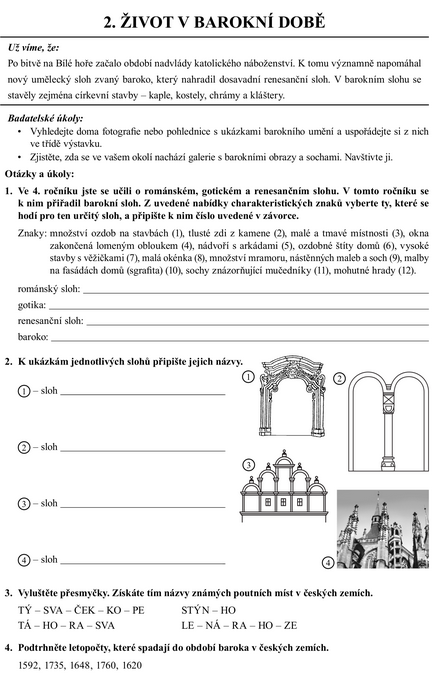 2. ŽIVOT V BAROKNÍ DOBĚ
Už víme, že:
Po bitvě na Bílé hoře začalo období nadvlády katolického náboženství. K tomu významně napomáhal
nový umělecký sloh zvaný baroko, který nahradil dosavadní renesanční sloh. V barokním slohu se
stavěly zejména církevní stavby – kaple, kostely, chrámy a kláštery.
Badatelské úkoly:
• Vyhledejte doma fotografie nebo pohlednice s ukázkami barokního umění a uspořádejte si z nich
ve třídě výstavku.
• Zjistěte, zda se ve vašem okolí nachází galerie s barokními obrazy a sochami. Navštivte ji.
Otázky a úkoly:
1. Ve 4. ročníku jste se učili o románském, gotickém a renesančním slohu. V tomto ročníku se
k nim přiřadil barokní sloh. Z uvedené nabídky charakteristických znaků vyberte ty, které se
hodí pro ten určitý sloh, a připište k nim číslo uvedené v závorce.
Znaky: množství ozdob na stavbách (1), tlusté zdi z kamene (2), malé a tmavé místnosti (3), okna
zakončená lomeným obloukem (4), nádvoří s arkádami (5), ozdobné štíty domů (6), vysoké
stavby s věžičkami (7), malá okénka (8), množství mramoru, nástěnných maleb a soch (9), malby
na fasádách domů (sgrafita) (10), sochy znázorňující mučedníky (11), mohutné hrady (12).
románský sloh:
gotika:
renesanční sloh:
baroko:
2. K ukázkám jednotlivých slohů připište jejich názvy.
1 – sloh
2 – sloh
3 – sloh
4 – sloh
1
2
3
4
3. Vyluštěte přesmyčky. Získáte tím názvy známých poutních míst v českých zemích.
TÝ – SVA – ČEK – KO – PE STÝN – HO
TÁ – HO – RA – SVA LE – NÁ – RA – HO – ZE
4. Podtrhněte letopočty, které spadají do období baroka v českých zemích.
1592, 1735, 1648, 1760, 1620